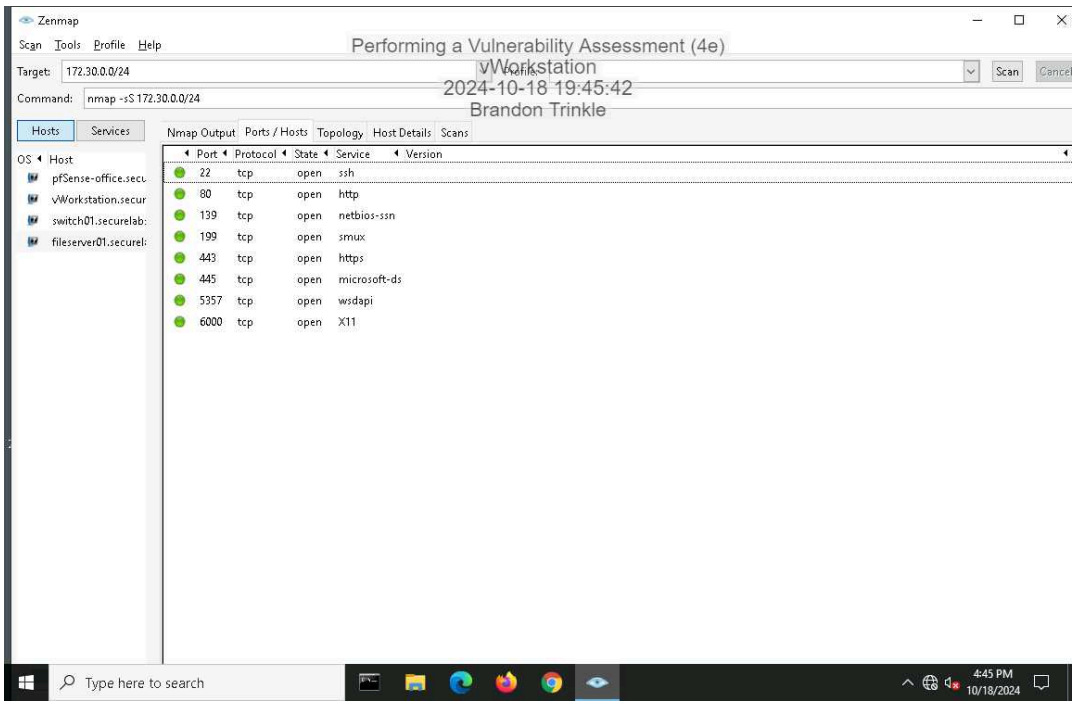 Zenmap
Scan Tools Profile Help
Performing a Vulnerability Assessment (4e)
vWorkstation
2024-10-18 19:45:42
Brandon Trinkle
Target: 172.30.0.0/24 Profile: Scan Cancel
Command: nmap -sS 172.30.0.0/24
Hosts Services Nmap Output Ports / Hosts Topology Host Details Scans
OS Host Port Protocol State Service Version
pfSense-office.secu 22 tcp open ssh
vWorkstation.secur 80 tcp open http
switch01.securelab: 139 tcp open netbios-ssn
fileserver01.securel: 199 tcp open smux
443 tcp open https
445 tcp open microsoft-ds
5357 tcp open wsdapi
6000 tcp open X11
Type here to search
4:45 PM
10/18/2024